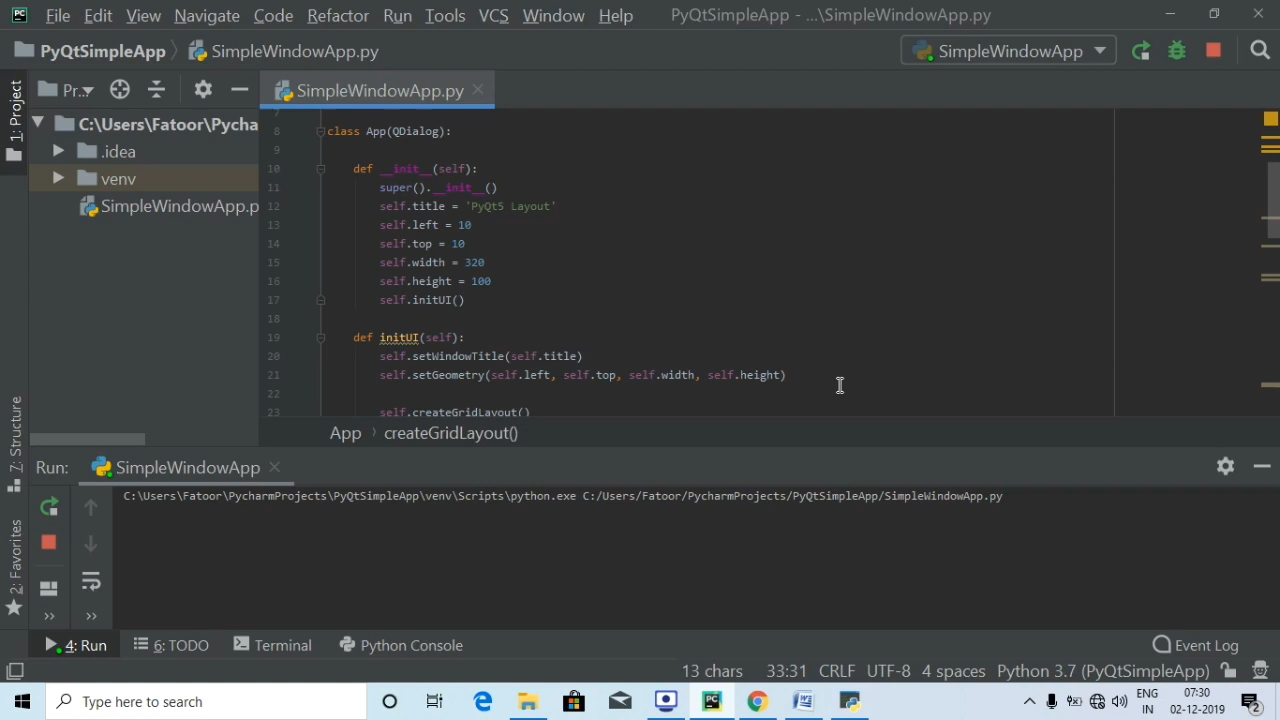 File Edit View Navigate Code Refactor Run Tools VCS Window Help PyQtSimpleApp - ...\SimpleWindowApp.py
PyQtSimpleApp SimpleWindowApp.py SimpleWindowApp
1: Project
Pr... SimpleWindowApp.py
C:\Users\Fatoor\Pycha
.idea
venv
SimpleWindowApp.p
7
8 class App(QDialog):
9
10 def __init__(self):
11 super().__init__()
12 self.title = 'PyQt5 Layout'
13 self.left = 10
14 self.top = 10
15 self.width = 320
16 self.height = 100
17 self.initUI()
18
19 def initUI(self):
20 self.setWindowTitle(self.title)
21 self.setGeometry(self.left, self.top, self.width, self.height)
22
23 self.createGridLayout()
App createGridLayout()
7: Structure
2: Favorites
Run: SimpleWindowApp
C:\Users\Fatoor\PycharmProjects\PyQtSimpleApp\venv\Scripts\python.exe C:/Users/Fatoor/PycharmProjects/PyQtSimpleApp/SimpleWindowApp.py
4: Run 6: TODO Terminal Python Console Event Log
13 chars 33:31 CRLF UTF-8 4 spaces Python 3.7 (PyQtSimpleApp)
Type here to search
ENG 07:30
IN 02-12-2019 2